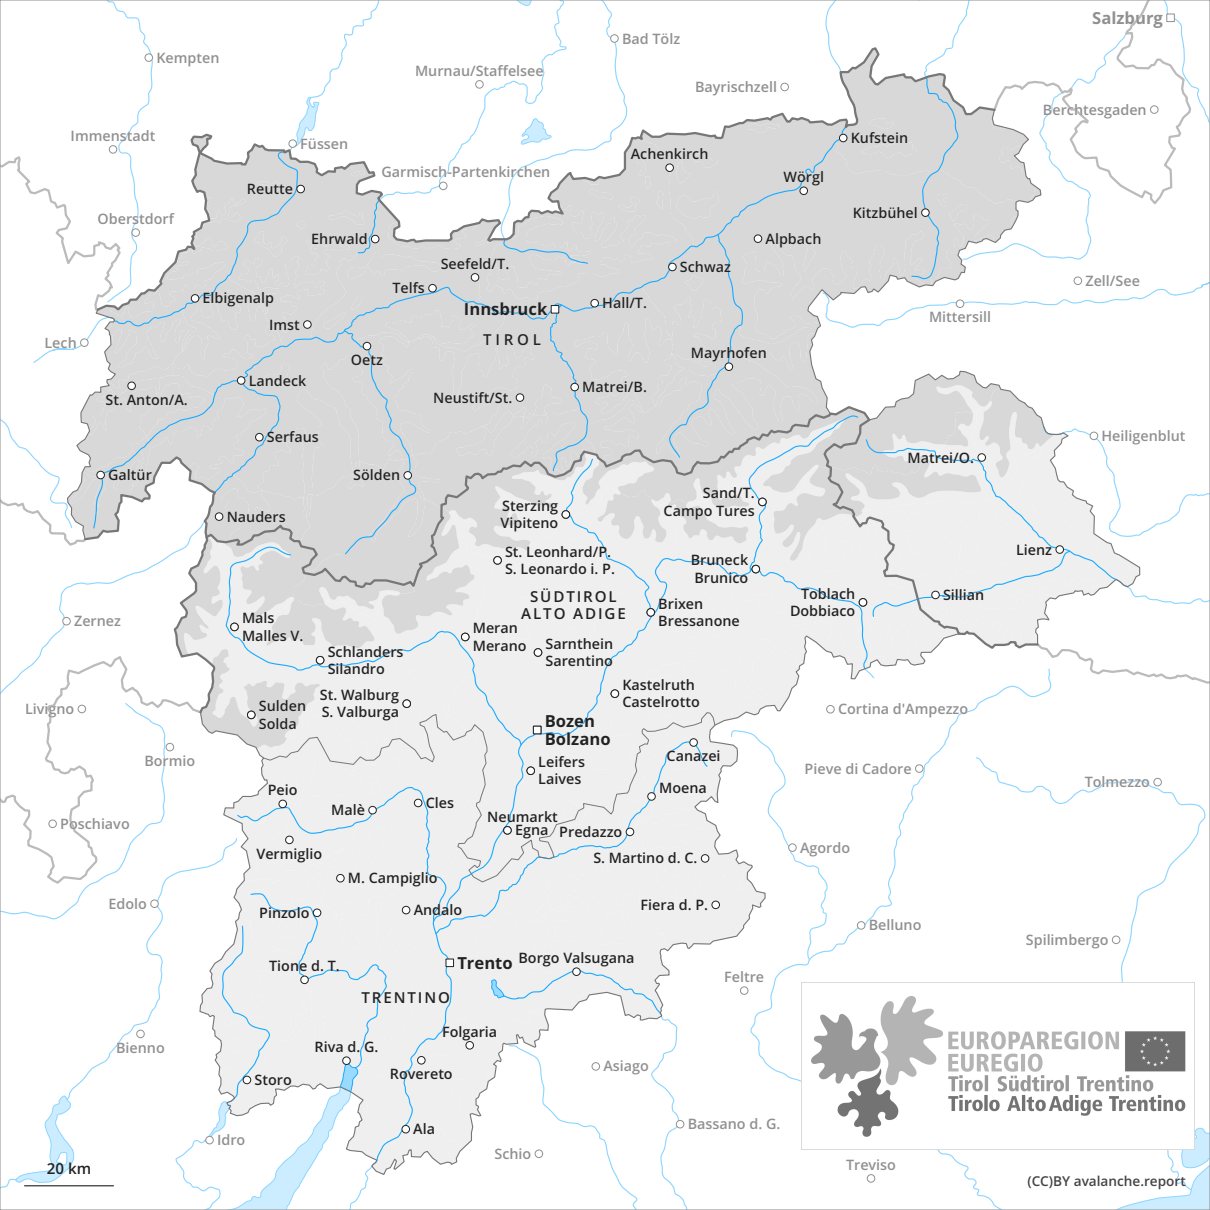 Salzburg
Bad Tölz
Kempten
Murnau/Staffelsee
Bayrischzell
Berchtesgaden
Immenstadt
Füssen
Kufstein
Achenkirch
Garmisch-Partenkirchen
Wörgl
Reutte
Oberstdorf
Kitzbühel
Ehrwald
Alpbach
Seefeld/T.
Schwaz
Zell/See
Telfs
Elbigenalp
Hall/T.
Innsbruck
Mittersill
Imst
TIROL
Lech
Oetz
Mayrhofen
Landeck
Matrei/B.
St. Anton/A.
Neustift/St.
Serfaus
Heiligenblut
Matrei/O.
Galtür
Sölden
Sand/T.
Campo Tures
Sterzing
Vipiteno
Nauders
Lienz
St. Leonhard/P.
S. Leonardo i. P.
Bruneck
Brunico
SÜDTIROL
ALTO ADIGE
Toblach
Dobbiaco
Sillian
Brixen
Bressanone
Mals
Malles V.
Zernez
Meran
Merano
Sarnthein
Sarentino
Schlanders
Silandro
Kastelruth
Castelrotto
St. Walburg
S. Valburga
Sulden
Solda
Livigno
Cortina d'Ampezzo
Bozen
Bolzano
Bormio
Canazei
Leifers
Laives
Pieve di Cadore
Tolmezzo
Peio
Moena
Malè
Cles
Neumarkt
Egna
Predazzo
Poschiavo
Vermiglio
Agordo
S. Martino d. C.
M. Campiglio
Edolo
Pinzolo
Andalo
Fiera d. P.
Belluno
Spilimbergo
Trento
Borgo Valsugana
Tione d. T.
Feltre
TRENTINO
Folgaria
Bienno
Riva d. G.
Rovereto
Asiago
Storo
EUROPAREGION
EUREGIO
Tirol Südtirol Trentino
Tirolo Alto Adige Trentino
Bassano d. G.
Ala
Idro
Schio
Treviso
20 km
(CC)BY avalanche.report